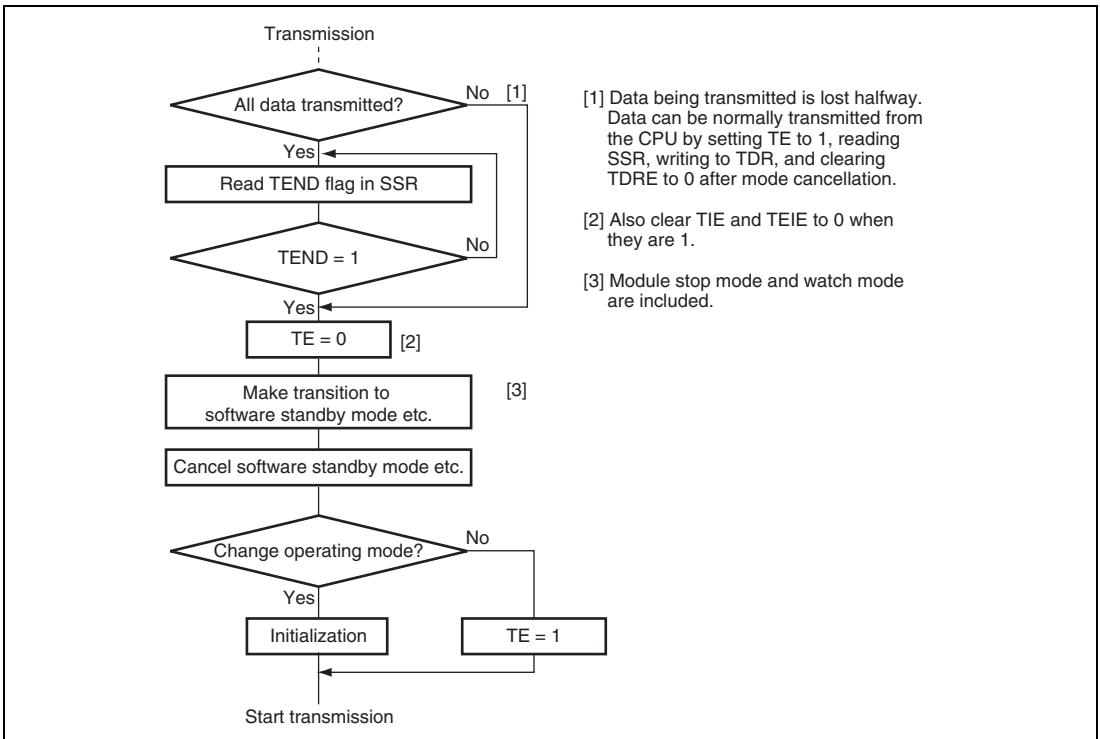 Transmission
All data transmitted?
No [1]
Yes
Read TEND flag in SSR
TEND = 1
No
Yes
TE = 0 [2]
Make transition to
software standby mode etc.
[3]
Cancel software standby mode etc.
Change operating mode?
No
Yes
Initialization
TE = 1
Start transmission
[1] Data being transmitted is lost halfway.
Data can be normally transmitted from
the CPU by setting TE to 1, reading
SSR, writing to TDR, and clearing
TDRE to 0 after mode cancellation.
[2] Also clear TIE and TEIE to 0 when
they are 1.
[3] Module stop mode and watch mode
are included.